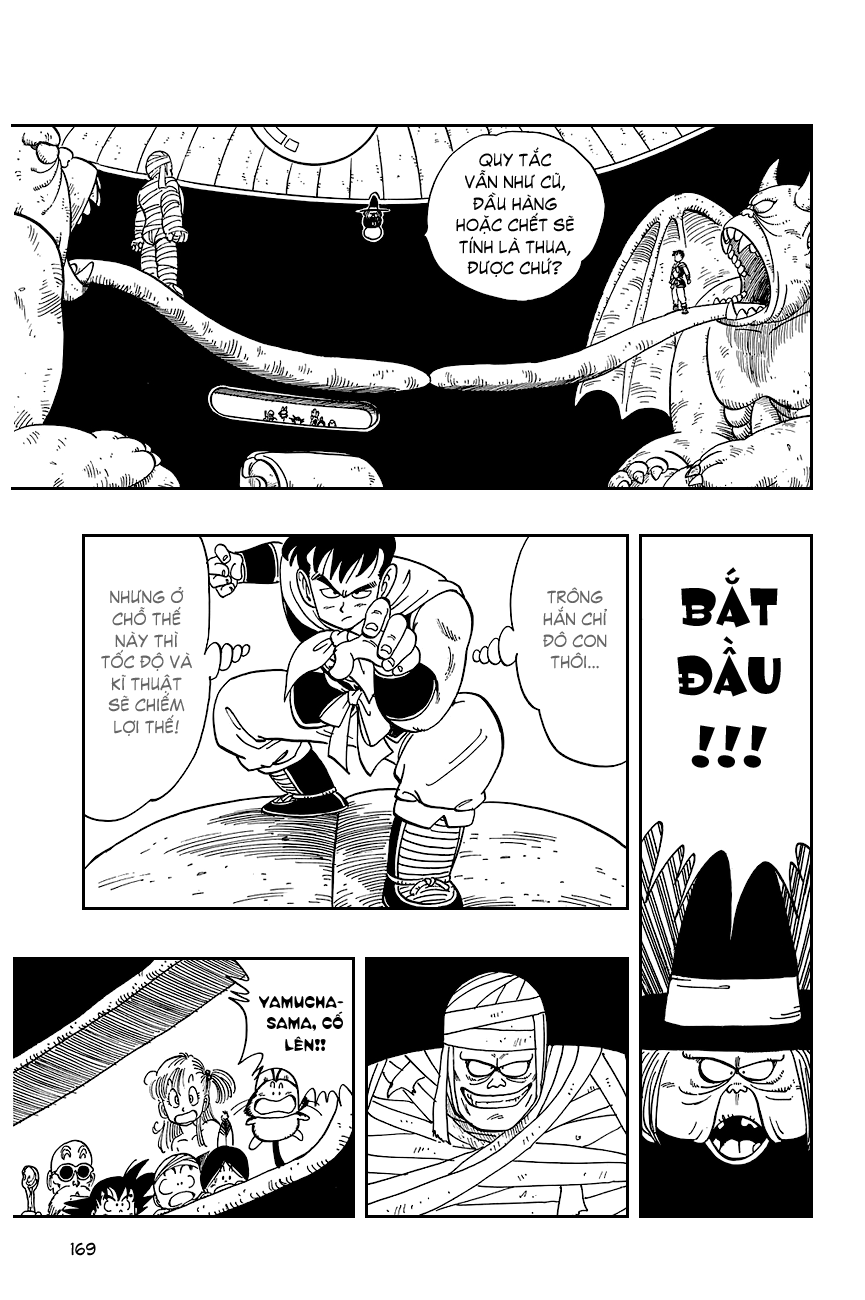 QUY TẮC
VẪN NHƯ CŨ,
ĐẦU HÀNG
HOẶC CHẾT SẼ
TÍNH LÀ THUA,
ĐƯỢC CHỨ?
BẮT
ĐẦU
!!!
TRÔNG
HẮN CHỈ
ĐÔ CON
THÔI...
NHƯNG Ở
CHỖ THẾ
NÀY THÌ
TỐC ĐỘ VÀ
KĨ THUẬT
SẼ CHIẾM
LỢI THẾ!
YAMUCHA-
SAMA, CỐ
LÊN!!
169